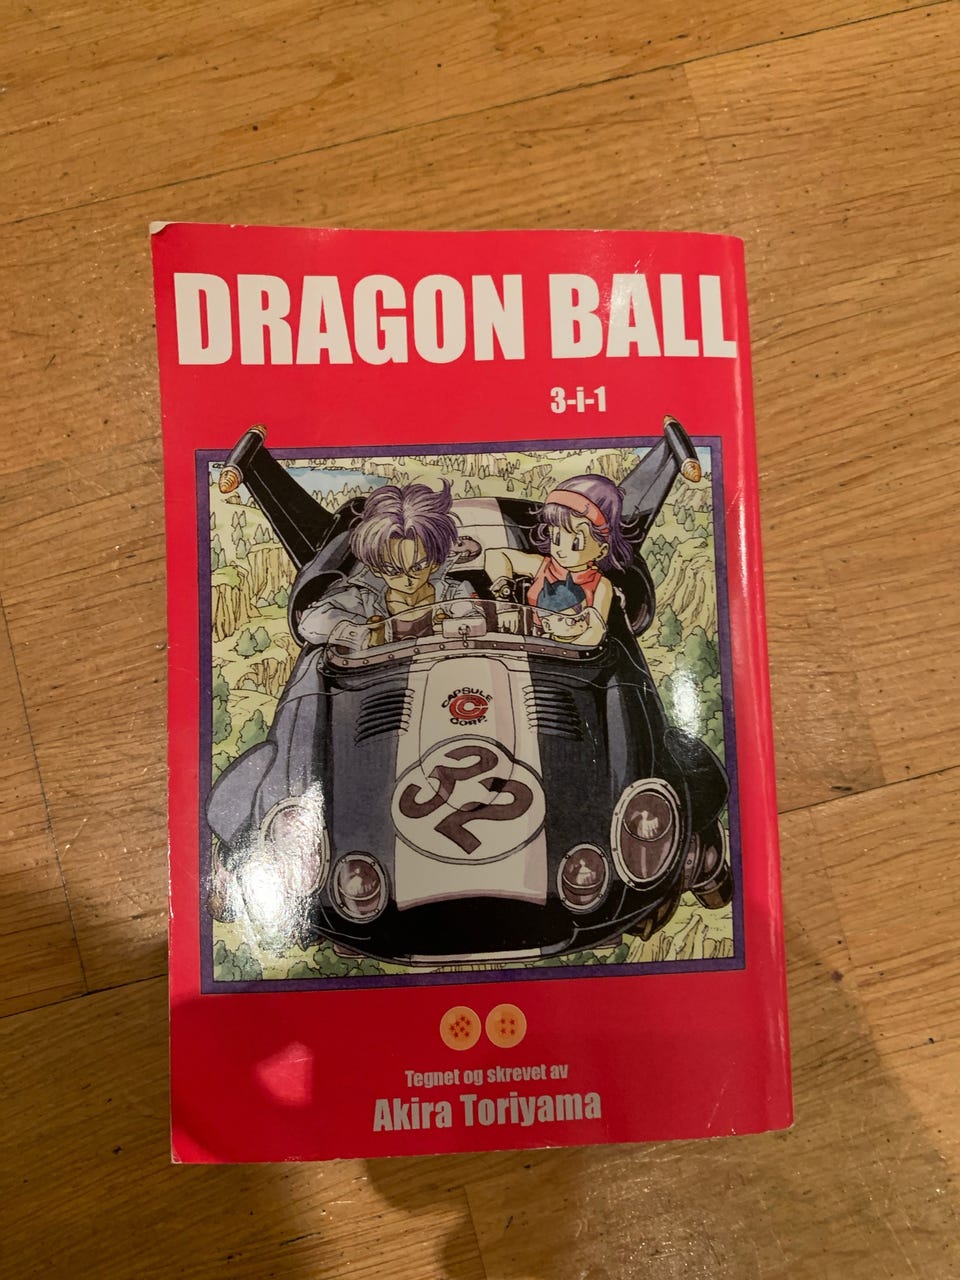 DRAGON BALL
3-i-1
CAPSULE
CORP.
32
Tegnet og skrevet av
Akira Toriyama